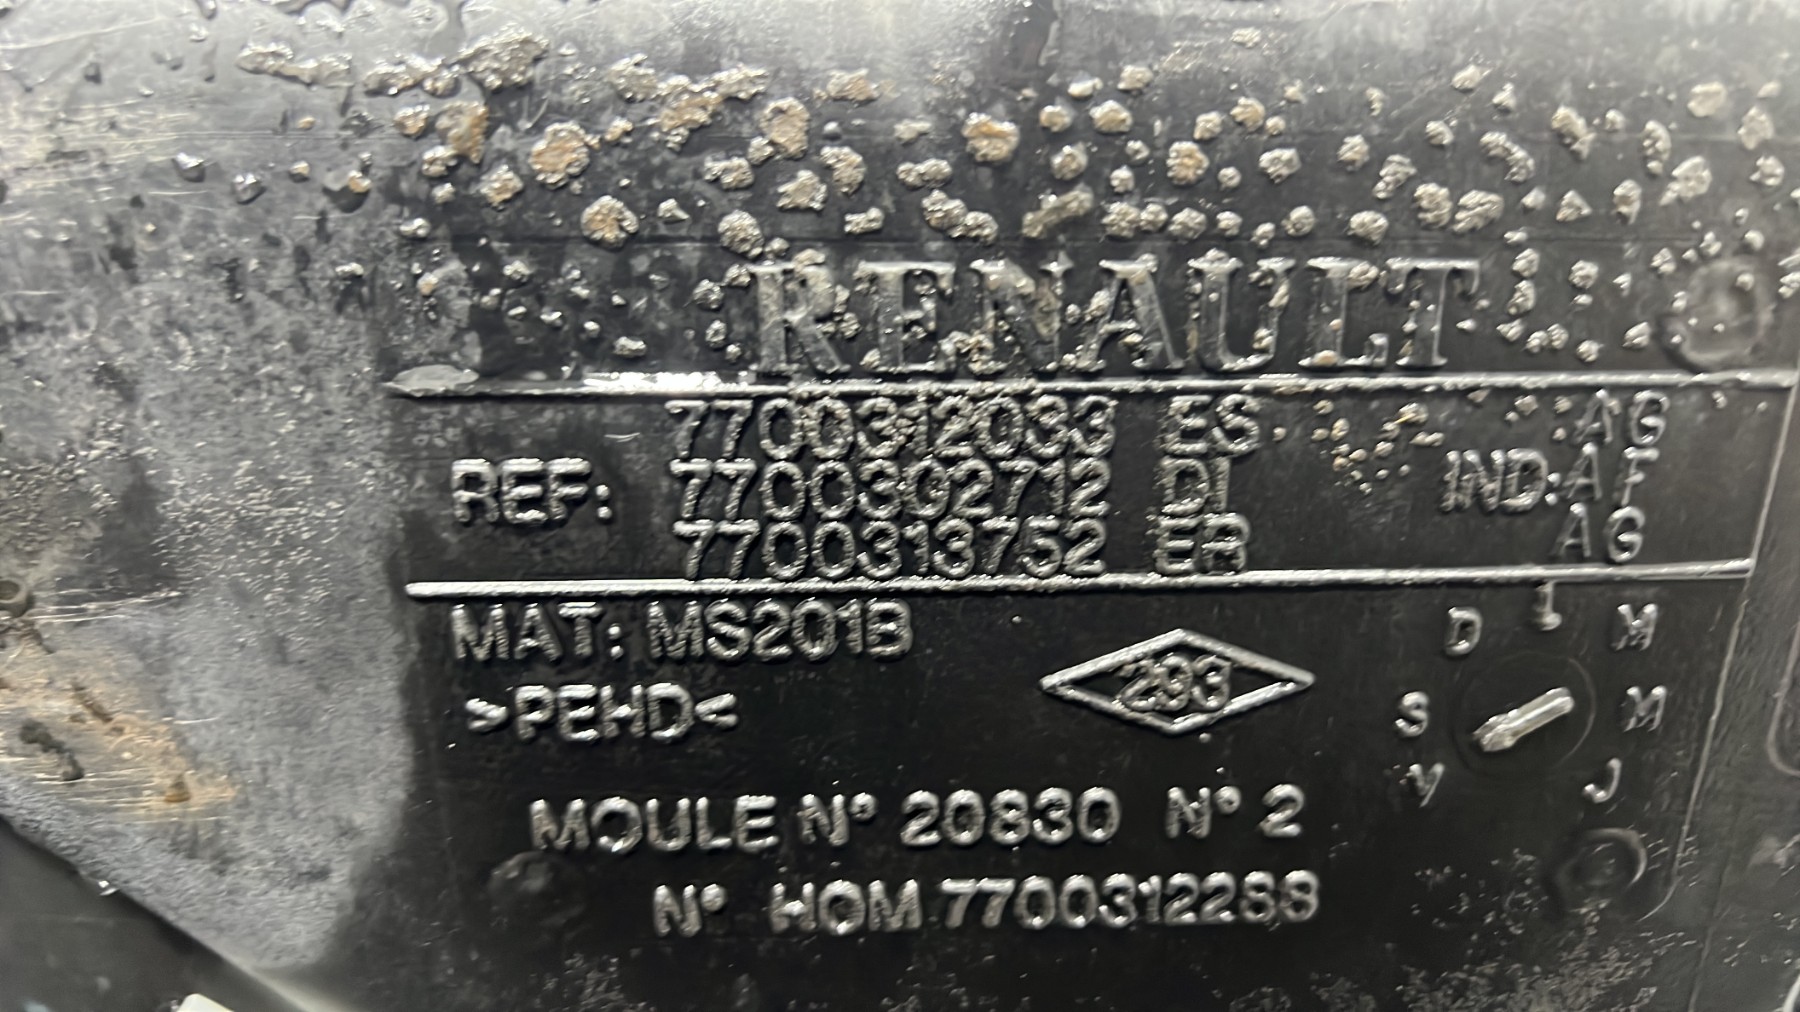 RENAULT
7700312033 ES AG
REF: 7700302712 DI IND: AF
7700313752 ER AG
MAT: MS201B
>PEHD<
293
D 1 M
S M
V J
MOULE N° 20830 N° 2
N° HOM 7700312288